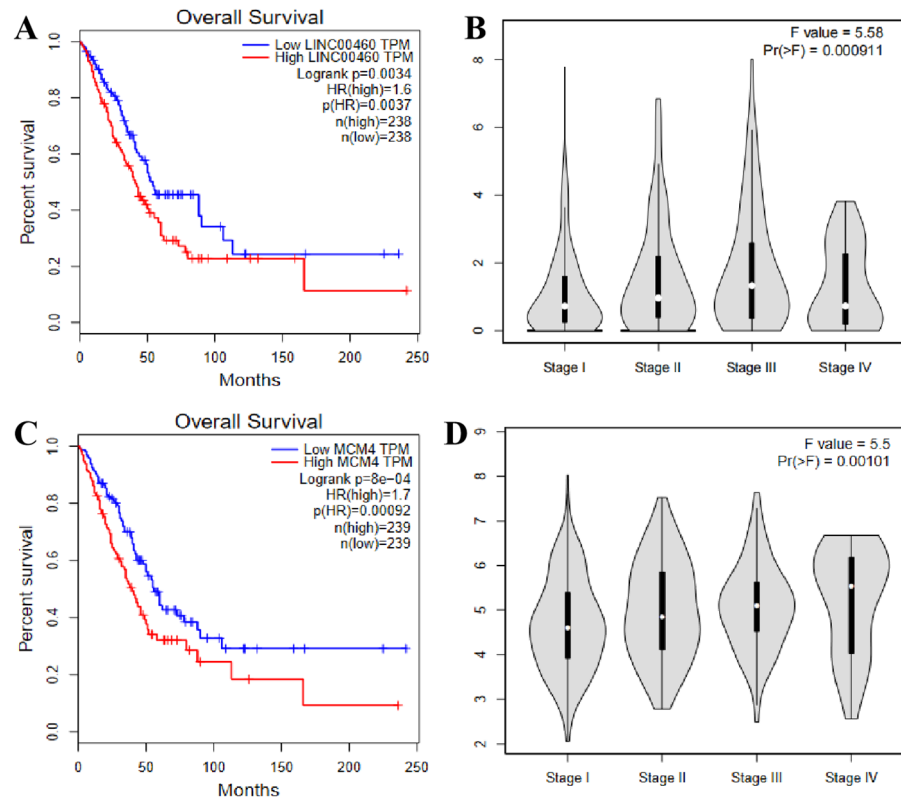 A
Overall Survival
Low LINC00460 TPM
High LINC00460 TPM
Logrank p=0.0034
HR(high)=1.6
p(HR)=0.0037
n(high)=238
n(low)=238
Percent survival
1.0
0.8
0.6
0.4
0.2
0.0
0 50 100 150 200 250
Months
B
F value = 5.58
Pr(>F) = 0.000911
8
6
4
2
0
Stage I Stage II Stage III Stage IV
C
Overall Survival
Low MCM4 TPM
High MCM4 TPM
Logrank p=8e−04
HR(high)=1.7
p(HR)=0.00092
n(high)=239
n(low)=239
Percent survival
1.0
0.8
0.6
0.4
0.2
0.0
0 50 100 150 200 250
Months
D
F value = 5.5
Pr(>F) = 0.00101
9
8
7
6
5
4
3
2
Stage I Stage II Stage III Stage IV